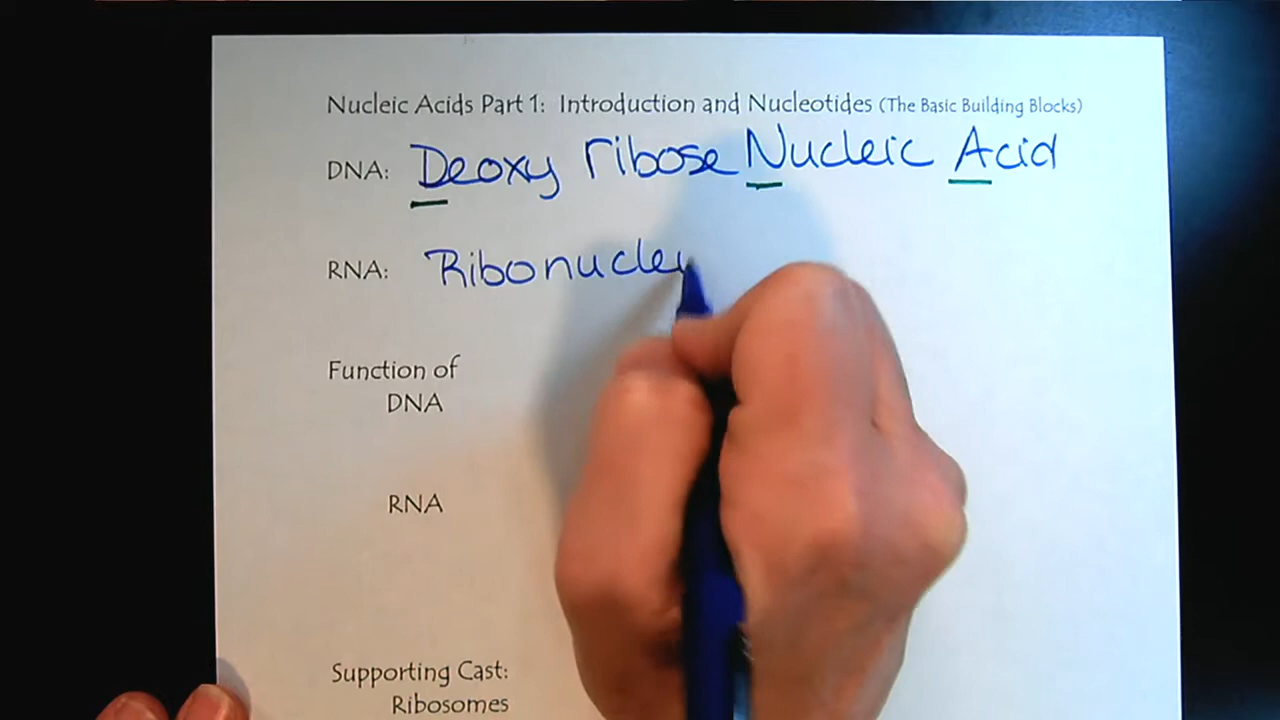 Nucleic Acids Part 1: Introduction and Nucleotides (The Basic Building Blocks)
DNA: Deoxy ribose Nucleic Acid
RNA: Ribonuclei
Function of
DNA
RNA
Supporting Cast:
Ribosomes